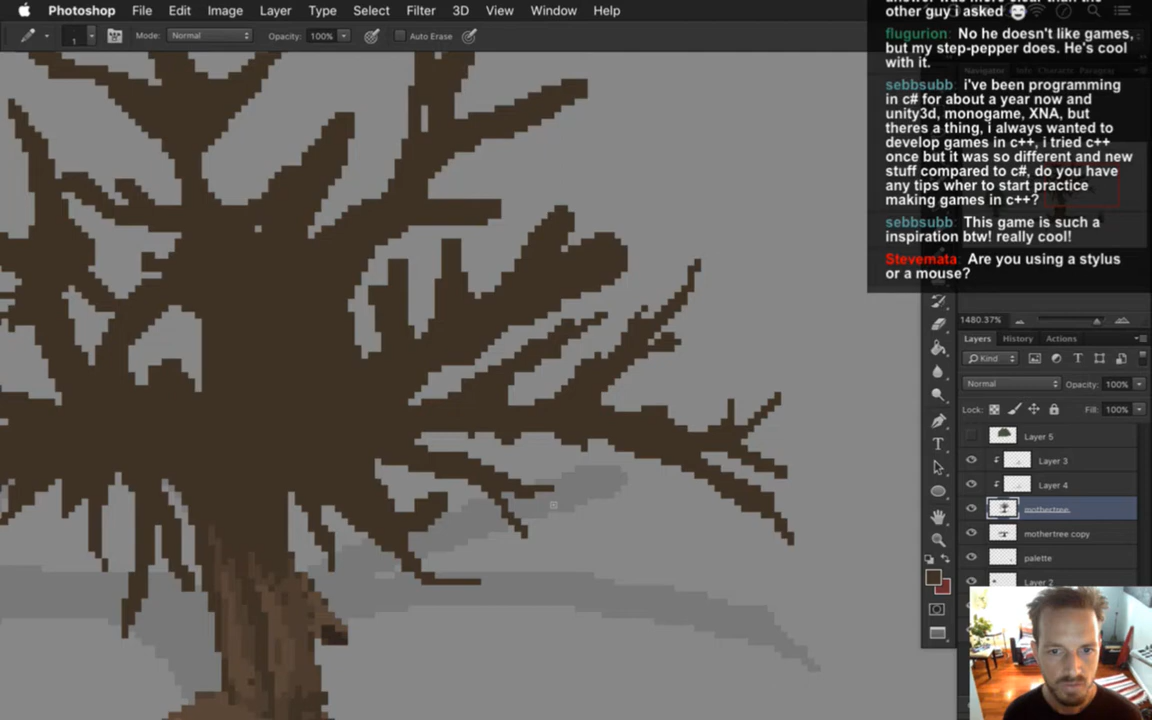 Photoshop File Edit Image Layer Type Select Filter 3D View Window Help
1 Mode: Normal Opacity: 100% Auto Erase
other guy i asked
flugurion: No he doesn't like games,
but my step-pepper does. He's cool
with it.
sebbsubb: i've been programming
in c# for about a year now and
unity3d, monogame, XNA, but
theres a thing, i always wanted to
develop games in c++, i tried c++
once but it was so different and new
stuff compared to c#, do you have
any tips wher to start practice
making games in c++?
sebbsubb: This game is such a
inspiration btw! really cool!
Stevemata: Are you using a stylus
or a mouse?
1480.37%
Layers History Actions
Kind
Normal Opacity: 100%
Lock: Fill: 100%
Layer 5
Layer 3
Layer 4
mothertree
mothertree copy
palette
Layer 2